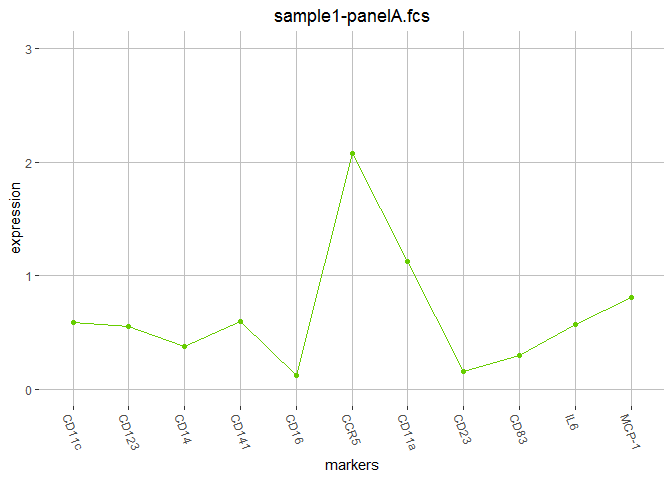 sample1-panelA.fcs
3
2
1
0
expression
CD11c
CD123
CD14
CD141
CD16
CCR5
CD11a
CD23
CD83
IL6
MCP-1
markers